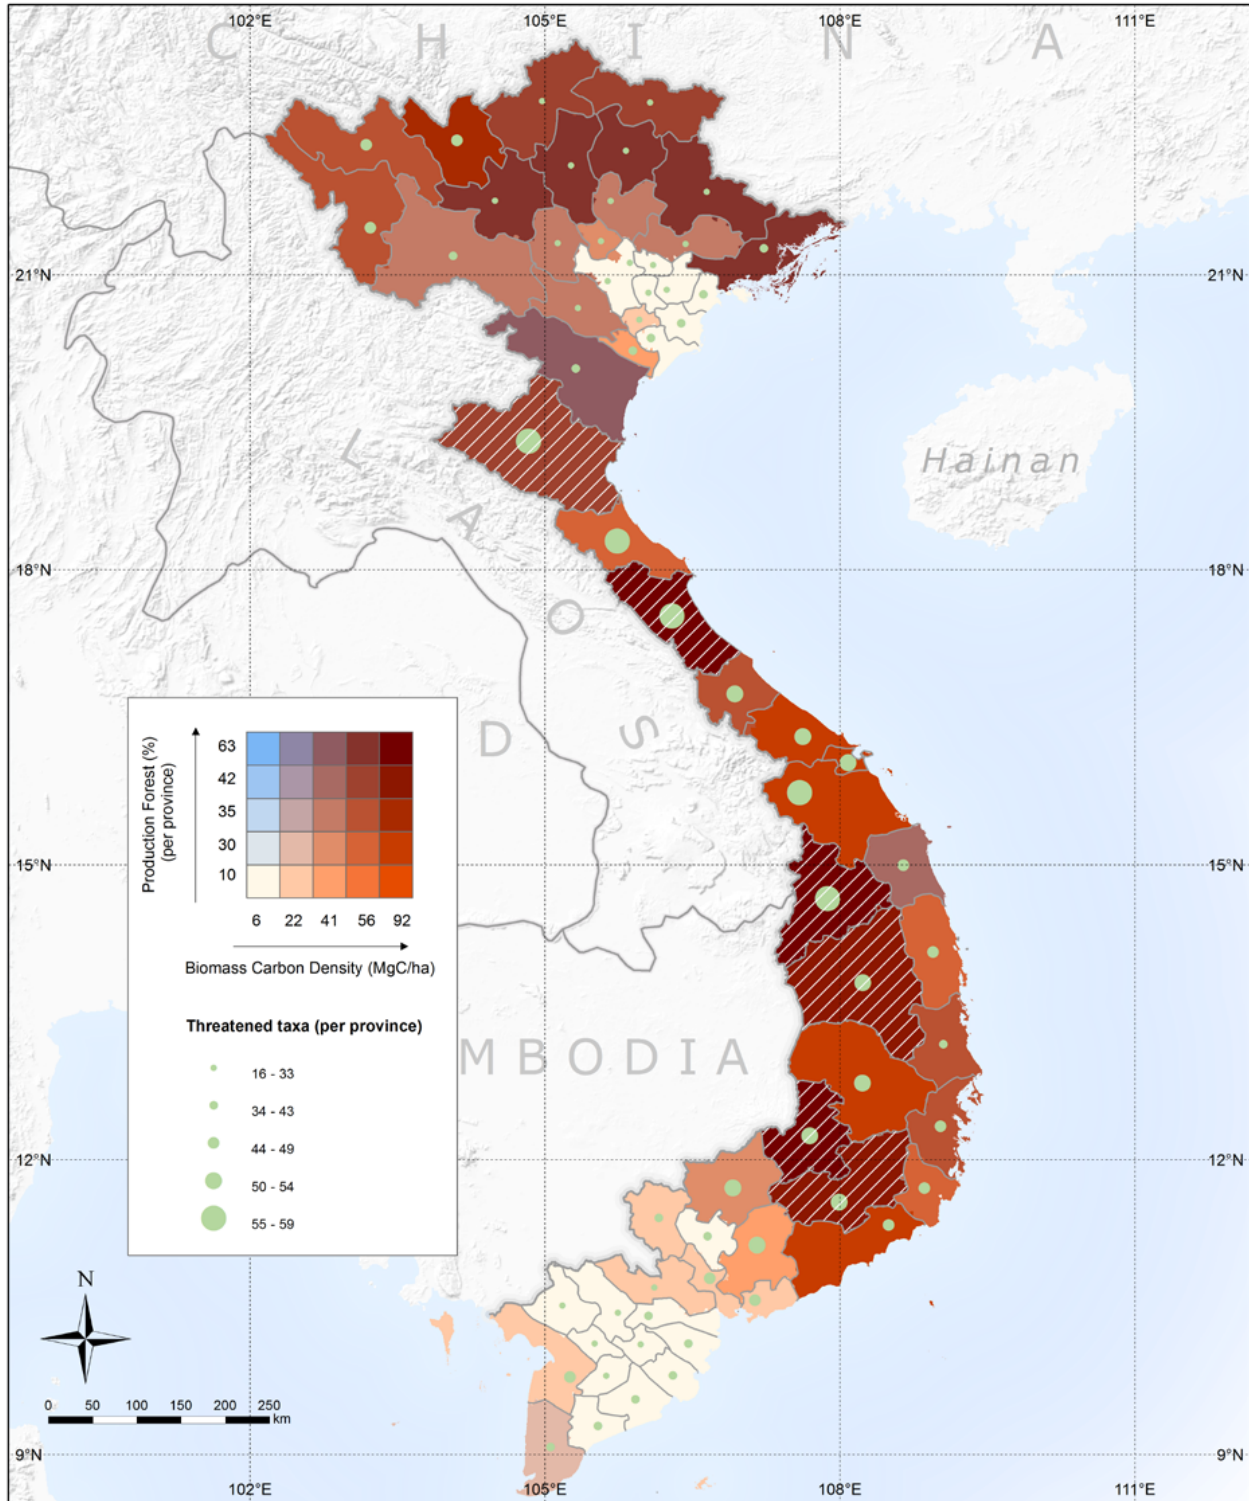 102°E 105°E 108°E 111°E
C H I N A
21°N 21°N
Hainan
L A O S
18°N 18°N
D
15°N 15°N
Production Forest (%)
(per province)
63
42
35
30
10
6 22 41 56 92
Biomass Carbon Density (MgC/ha)
Threatened taxa (per province)
16 - 33
34 - 43
44 - 49
50 - 54
55 - 59
MBODIA
12°N 12°N
N
0 50 100 150 200 250
km
9°N 9°N
102°E 105°E 108°E 111°E